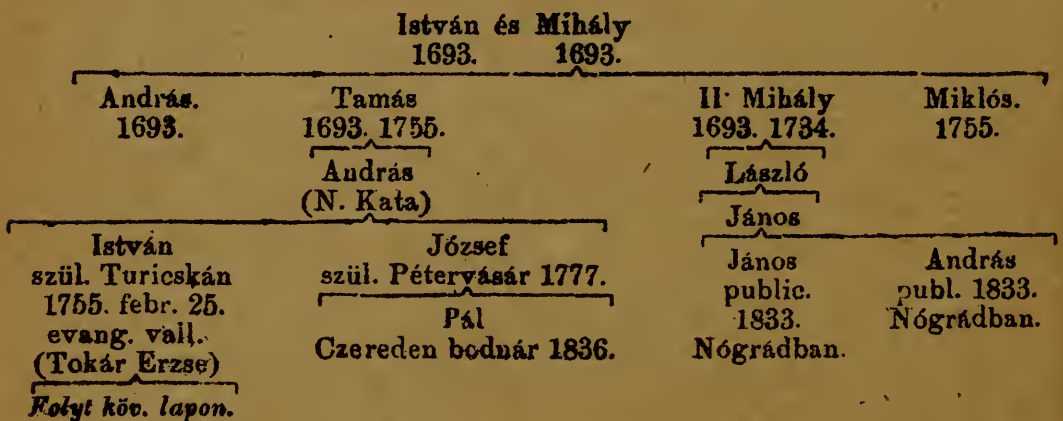 István és Mihály
1693. 1693.
András. Tamás II· Mihály Miklós.
1693. 1693. 1755. 1693. 1734. 1755.
András László
(N. Kata) János
István József János András
szül. Turicskán szül. Pétervásár 1777. public. publ. 1833.
1755. febr. 25. Pál 1833. Nógrádban.
evang. vall. Czereden bodnár 1836. Nógrádban.
(Tokár Erzse)
Folyt köv. lapon.